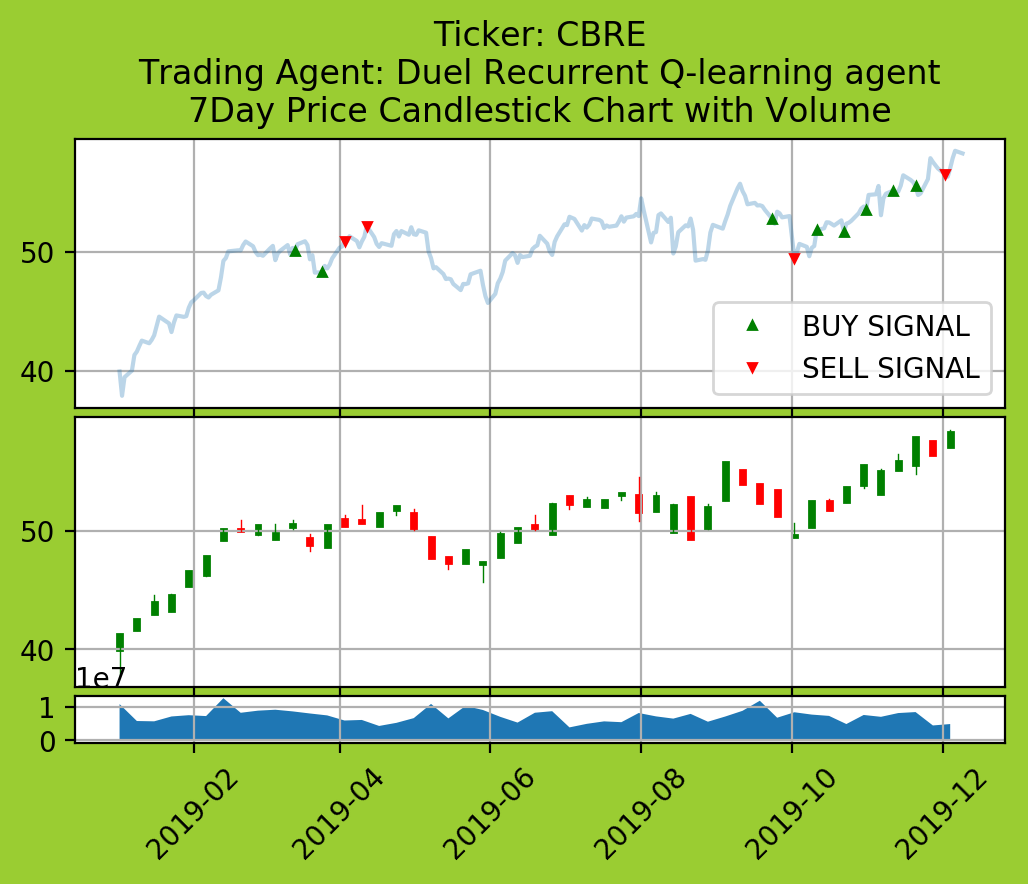 Ticker: CBRE
Trading Agent: Duel Recurrent Q-learning agent
7Day Price Candlestick Chart with Volume
50
40
BUY SIGNAL
SELL SIGNAL
50
40
1e7
1
0
2019-02
2019-04
2019-06
2019-08
2019-10
2019-12